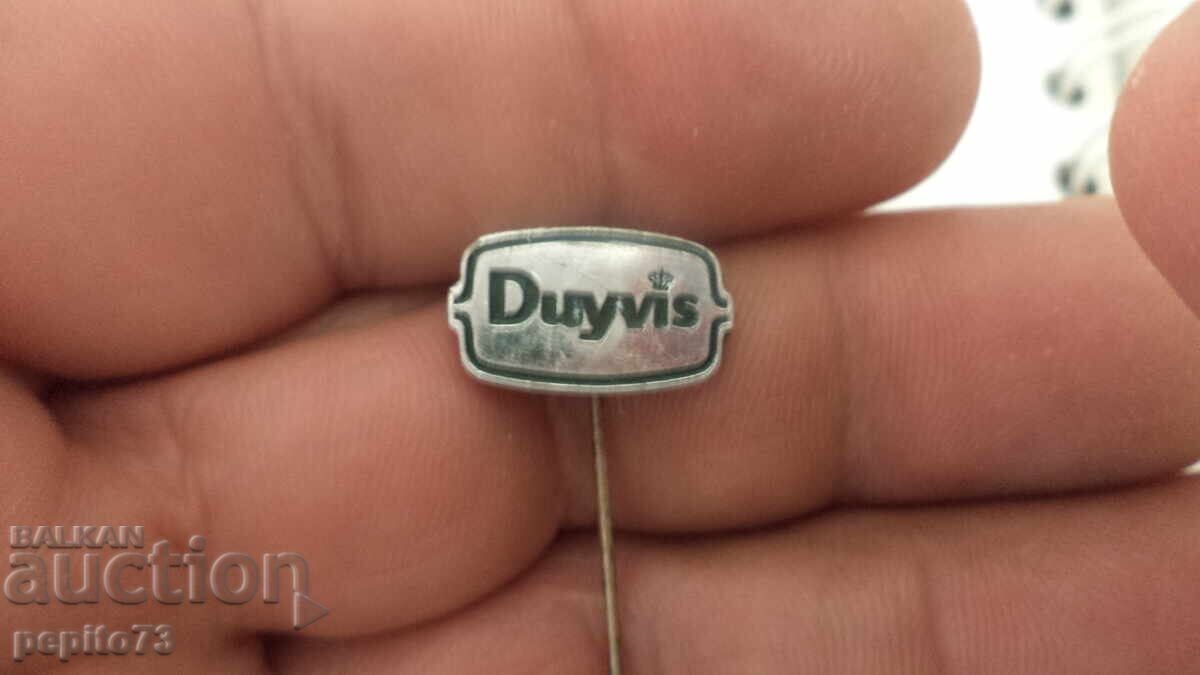 Duyvis
BALKAN
auction
pepito73